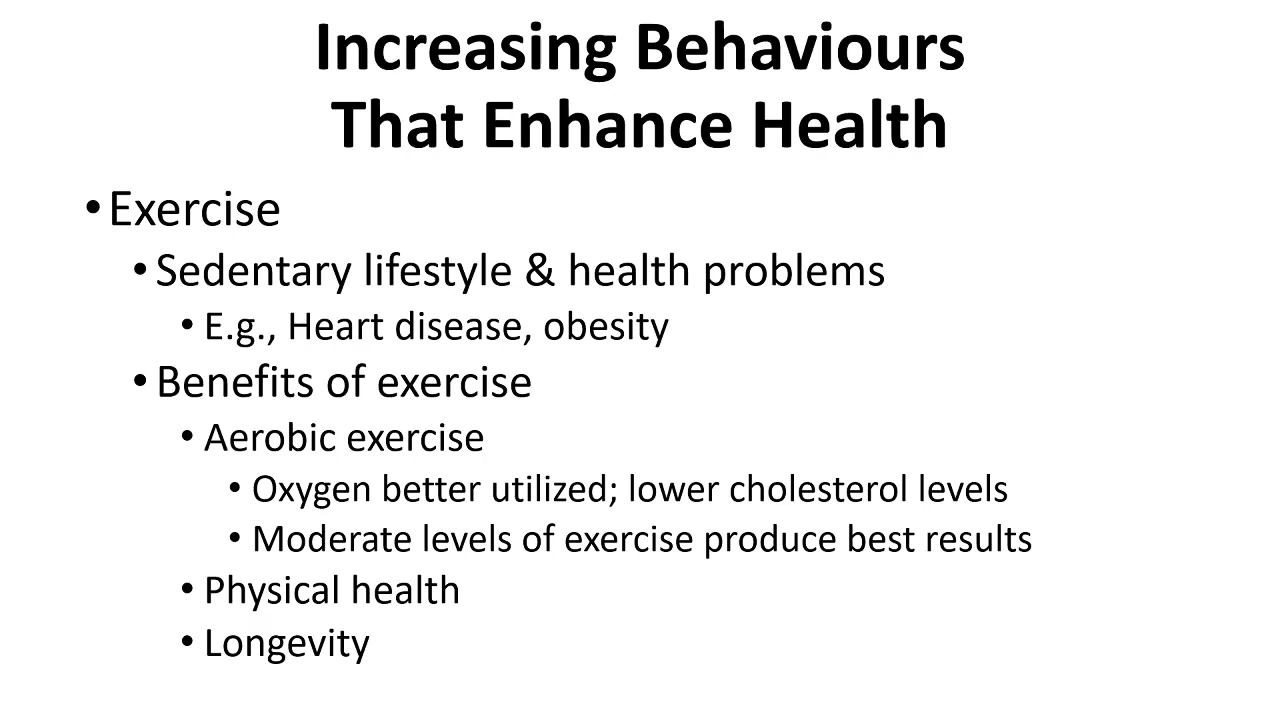 Increasing Behaviours
That Enhance Health
•Exercise
• Sedentary lifestyle & health problems
• E.g., Heart disease, obesity
• Benefits of exercise
• Aerobic exercise
• Oxygen better utilized; lower cholesterol levels
• Moderate levels of exercise produce best results
• Physical health
• Longevity